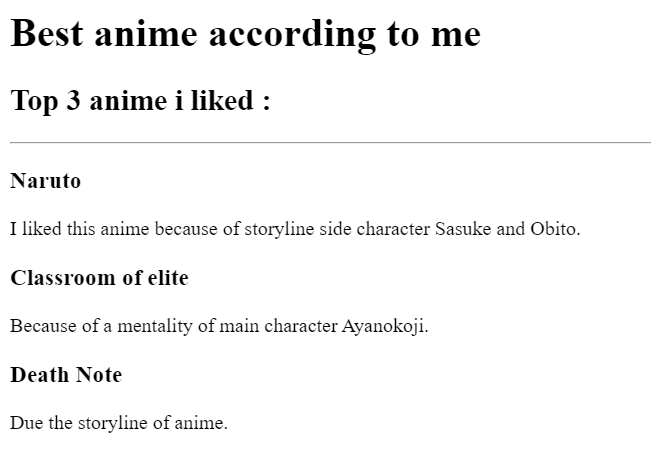 Best anime according to me
Top 3 anime i liked :
Naruto
I liked this anime because of storyline side character Sasuke and Obito.
Classroom of elite
Because of a mentality of main character Ayanokoji.
Death Note
Due the storyline of anime.